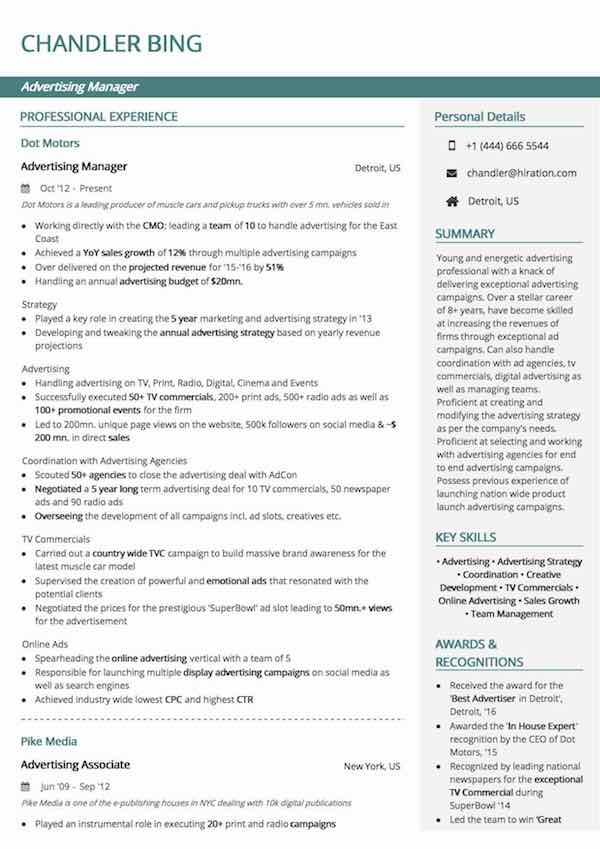 CHANDLER BING
Advertising Manager
PROFESSIONAL EXPERIENCE
Dot Motors
Advertising Manager
Detroit, US
Oct '12 - Present
Dot Motors is a leading producer of muscle cars and pickup trucks with over 5 mn. vehicles sold in
• Working directly with the CMO; leading a team of 10 to handle advertising for the East
Coast
• Achieved a YoY sales growth of 12% through multiple advertising campaigns
• Over delivered on the projected revenue for '15-'16 by 51%
• Handling an annual advertising budget of $20mn.
Strategy
• Played a key role in creating the 5 year marketing and advertising strategy in '13
• Developing and tweaking the annual advertising strategy based on yearly revenue
projections
Advertising
• Handling advertising on TV, Print, Radio, Digital, Cinema and Events
• Successfully executed 50+ TV commercials, 200+ print ads, 500+ radio ads as well as
100+ promotional events for the firm
• Led to 200mn. unique page views on the website, 500k followers on social media & ~$
200 mn. in direct sales
Coordination with Advertising Agencies
• Scouted 50+ agencies to close the advertising deal with AdCon
• Negotiated a 5 year long term advertising deal for 10 TV commercials, 50 newspaper
ads and 90 radio ads
• Overseeing the development of all campaigns incl. ad slots, creatives etc.
TV Commercials
• Carried out a country wide TVC campaign to build massive brand awareness for the
latest muscle car model
• Supervised the creation of powerful and emotional ads that resonated with the
potential clients
• Negotiated the prices for the prestigious 'SuperBowl' ad slot leading to 50mn.+ views
for the advertisement
Online Ads
• Spearheading the online advertising vertical with a team of 5
• Responsible for launching multiple display advertising campaigns on social media as
well as search engines
• Achieved industry wide lowest CPC and highest CTR
Pike Media
Advertising Associate
New York, US
Jun '09 - Sep '12
Pike Media is one of the e-publishing houses in NYC dealing with 10k digital publications
• Played an instrumental role in executing 20+ print and radio campaigns
Personal Details
+1 (444) 666 5544
chandler@hiration.com
Detroit, US
SUMMARY
Young and energetic advertising
professional with a knack of
delivering exceptional advertising
campaigns. Over a stellar career
of 8+ years, have become skilled
at increasing the revenues of
firms through exceptional ad
campaigns. Can also handle
coordination with ad agencies, tv
commercials, digital advertising as
well as managing teams.
Proficient at creating and
modifying the advertising strategy
as per the company's needs.
Proficient at selecting and working
with advertising agencies for end
to end advertising campaigns.
Possess previous experience of
launching nation wide product
launch advertising campaigns.
KEY SKILLS
• Advertising • Advertising Strategy
• Coordination • Creative
Development • TV Commercials •
Online Advertising • Sales Growth
• Team Management
AWARDS &
RECOGNITIONS
• Received the award for the
'Best Advertiser in Detroit',
Detroit, '16
• Awarded the 'In House Expert'
recognition by the CEO of Dot
Motors, '15
• Recognized by leading national
newspapers for the exceptional
TV Commercial during
SuperBowl '14
• Led the team to win 'Great